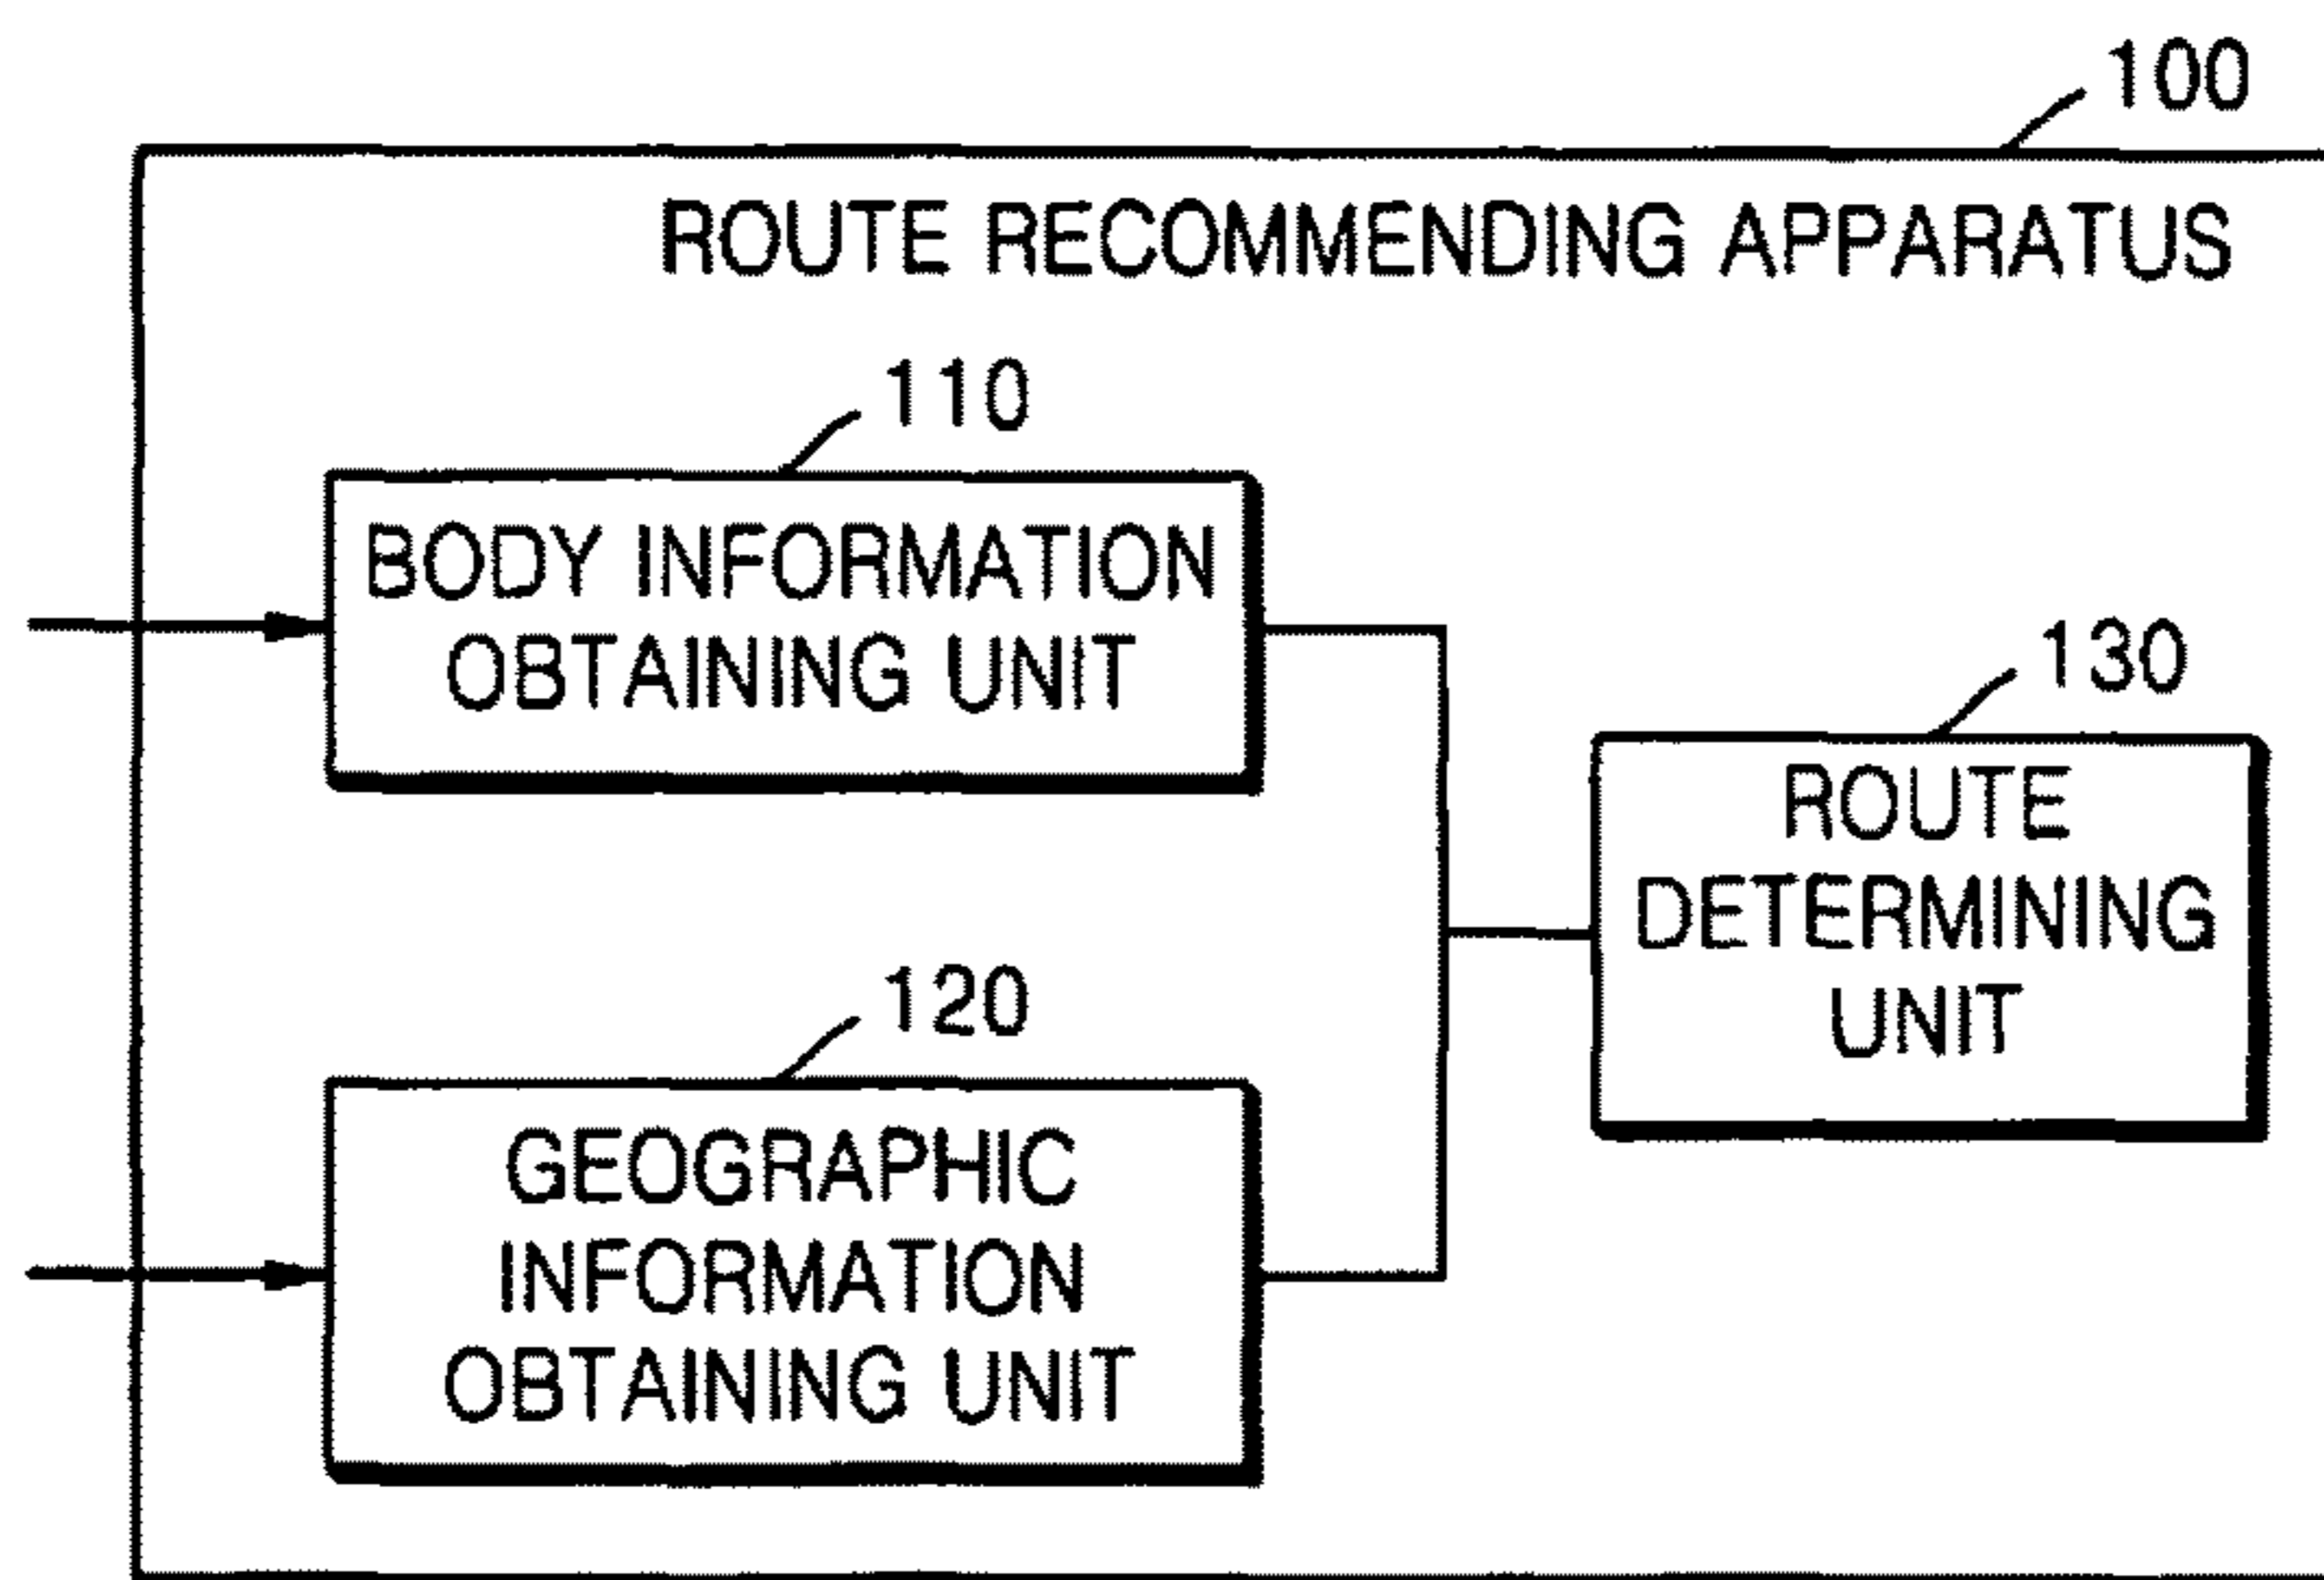 100
ROUTE RECOMMENDING APPARATUS
110
BODY INFORMATION
OBTAINING UNIT
130
ROUTE
DETERMINING
UNIT
120
GEOGRAPHIC
INFORMATION
OBTAINING UNIT